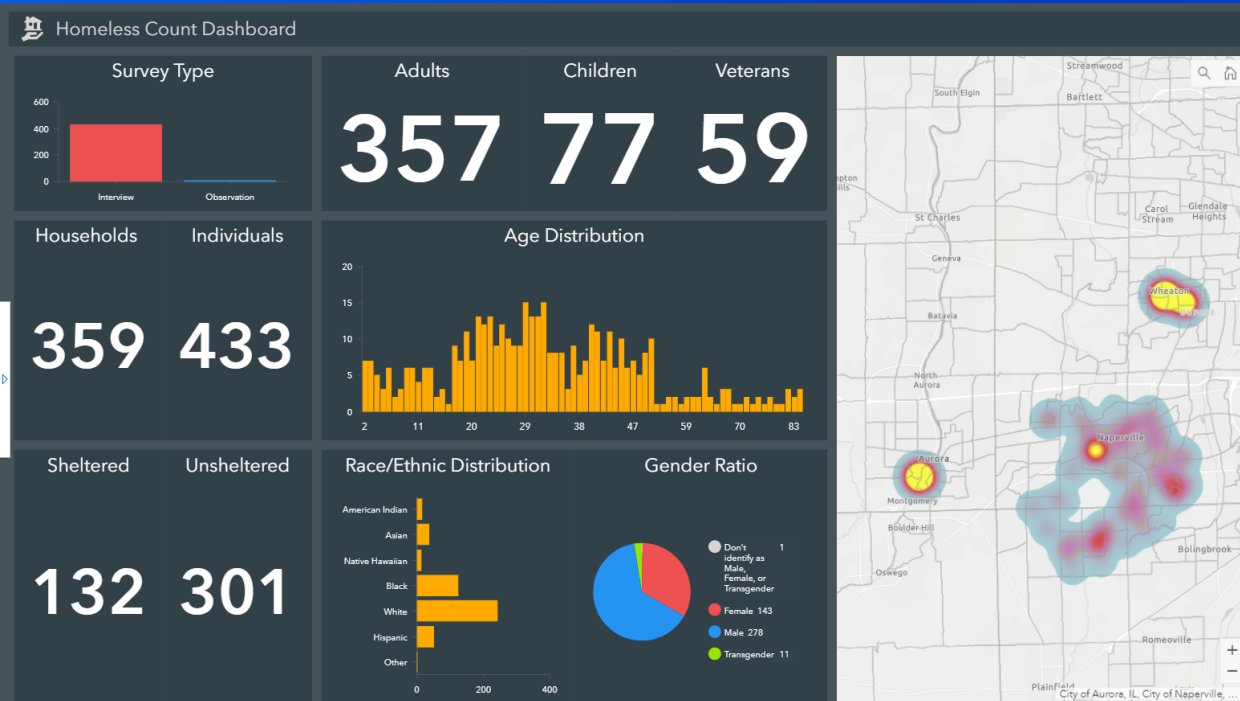 Homeless Count Dashboard
Survey Type
600
400
200
0
Interview
Observation
Adults
Children
Veterans
357
77
59
Households
Individuals
359
433
Age Distribution
20
15
10
5
0
2
11
20
29
38
47
59
70
83
Sheltered
Unsheltered
132
301
Race/Ethnic Distribution
American Indian
Asian
Native Hawaiian
Black
White
Hispanic
Other
0
200
400
Gender Ratio
Don't 1
identify as
Male,
Female, or
Transgender
Female 143
Male 278
Transgender 11
Streamwood
South Elgin
Bartlett
St Charles
Carol
Stream
Glendale
Heights
Geneva
Wheaton
Batavia
North
Aurora
Naperville
Aurora
Montgomery
Boulder Hill
Bolingbrook
Oswego
Romeoville
Plainfield
City of Aurora, IL, City of Naperville, ...
+
−